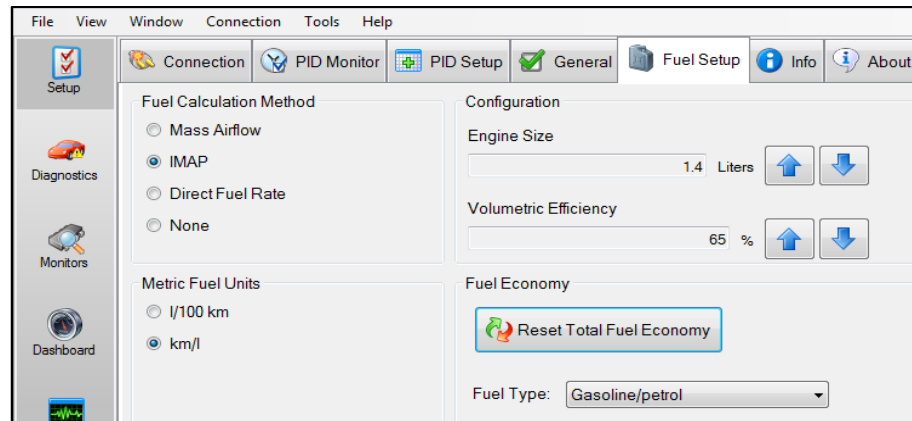 File View Window Connection Tools Help
Setup
Connection PID Monitor PID Setup General Fuel Setup Info About
Fuel Calculation Method
Mass Airflow
IMAP
Direct Fuel Rate
None
Configuration
Engine Size
1.4 Liters
Volumetric Efficiency
65 %
Diagnostics
Monitors
Metric Fuel Units
l/100 km
km/l
Fuel Economy
Reset Total Fuel Economy
Fuel Type: Gasoline/petrol
Dashboard